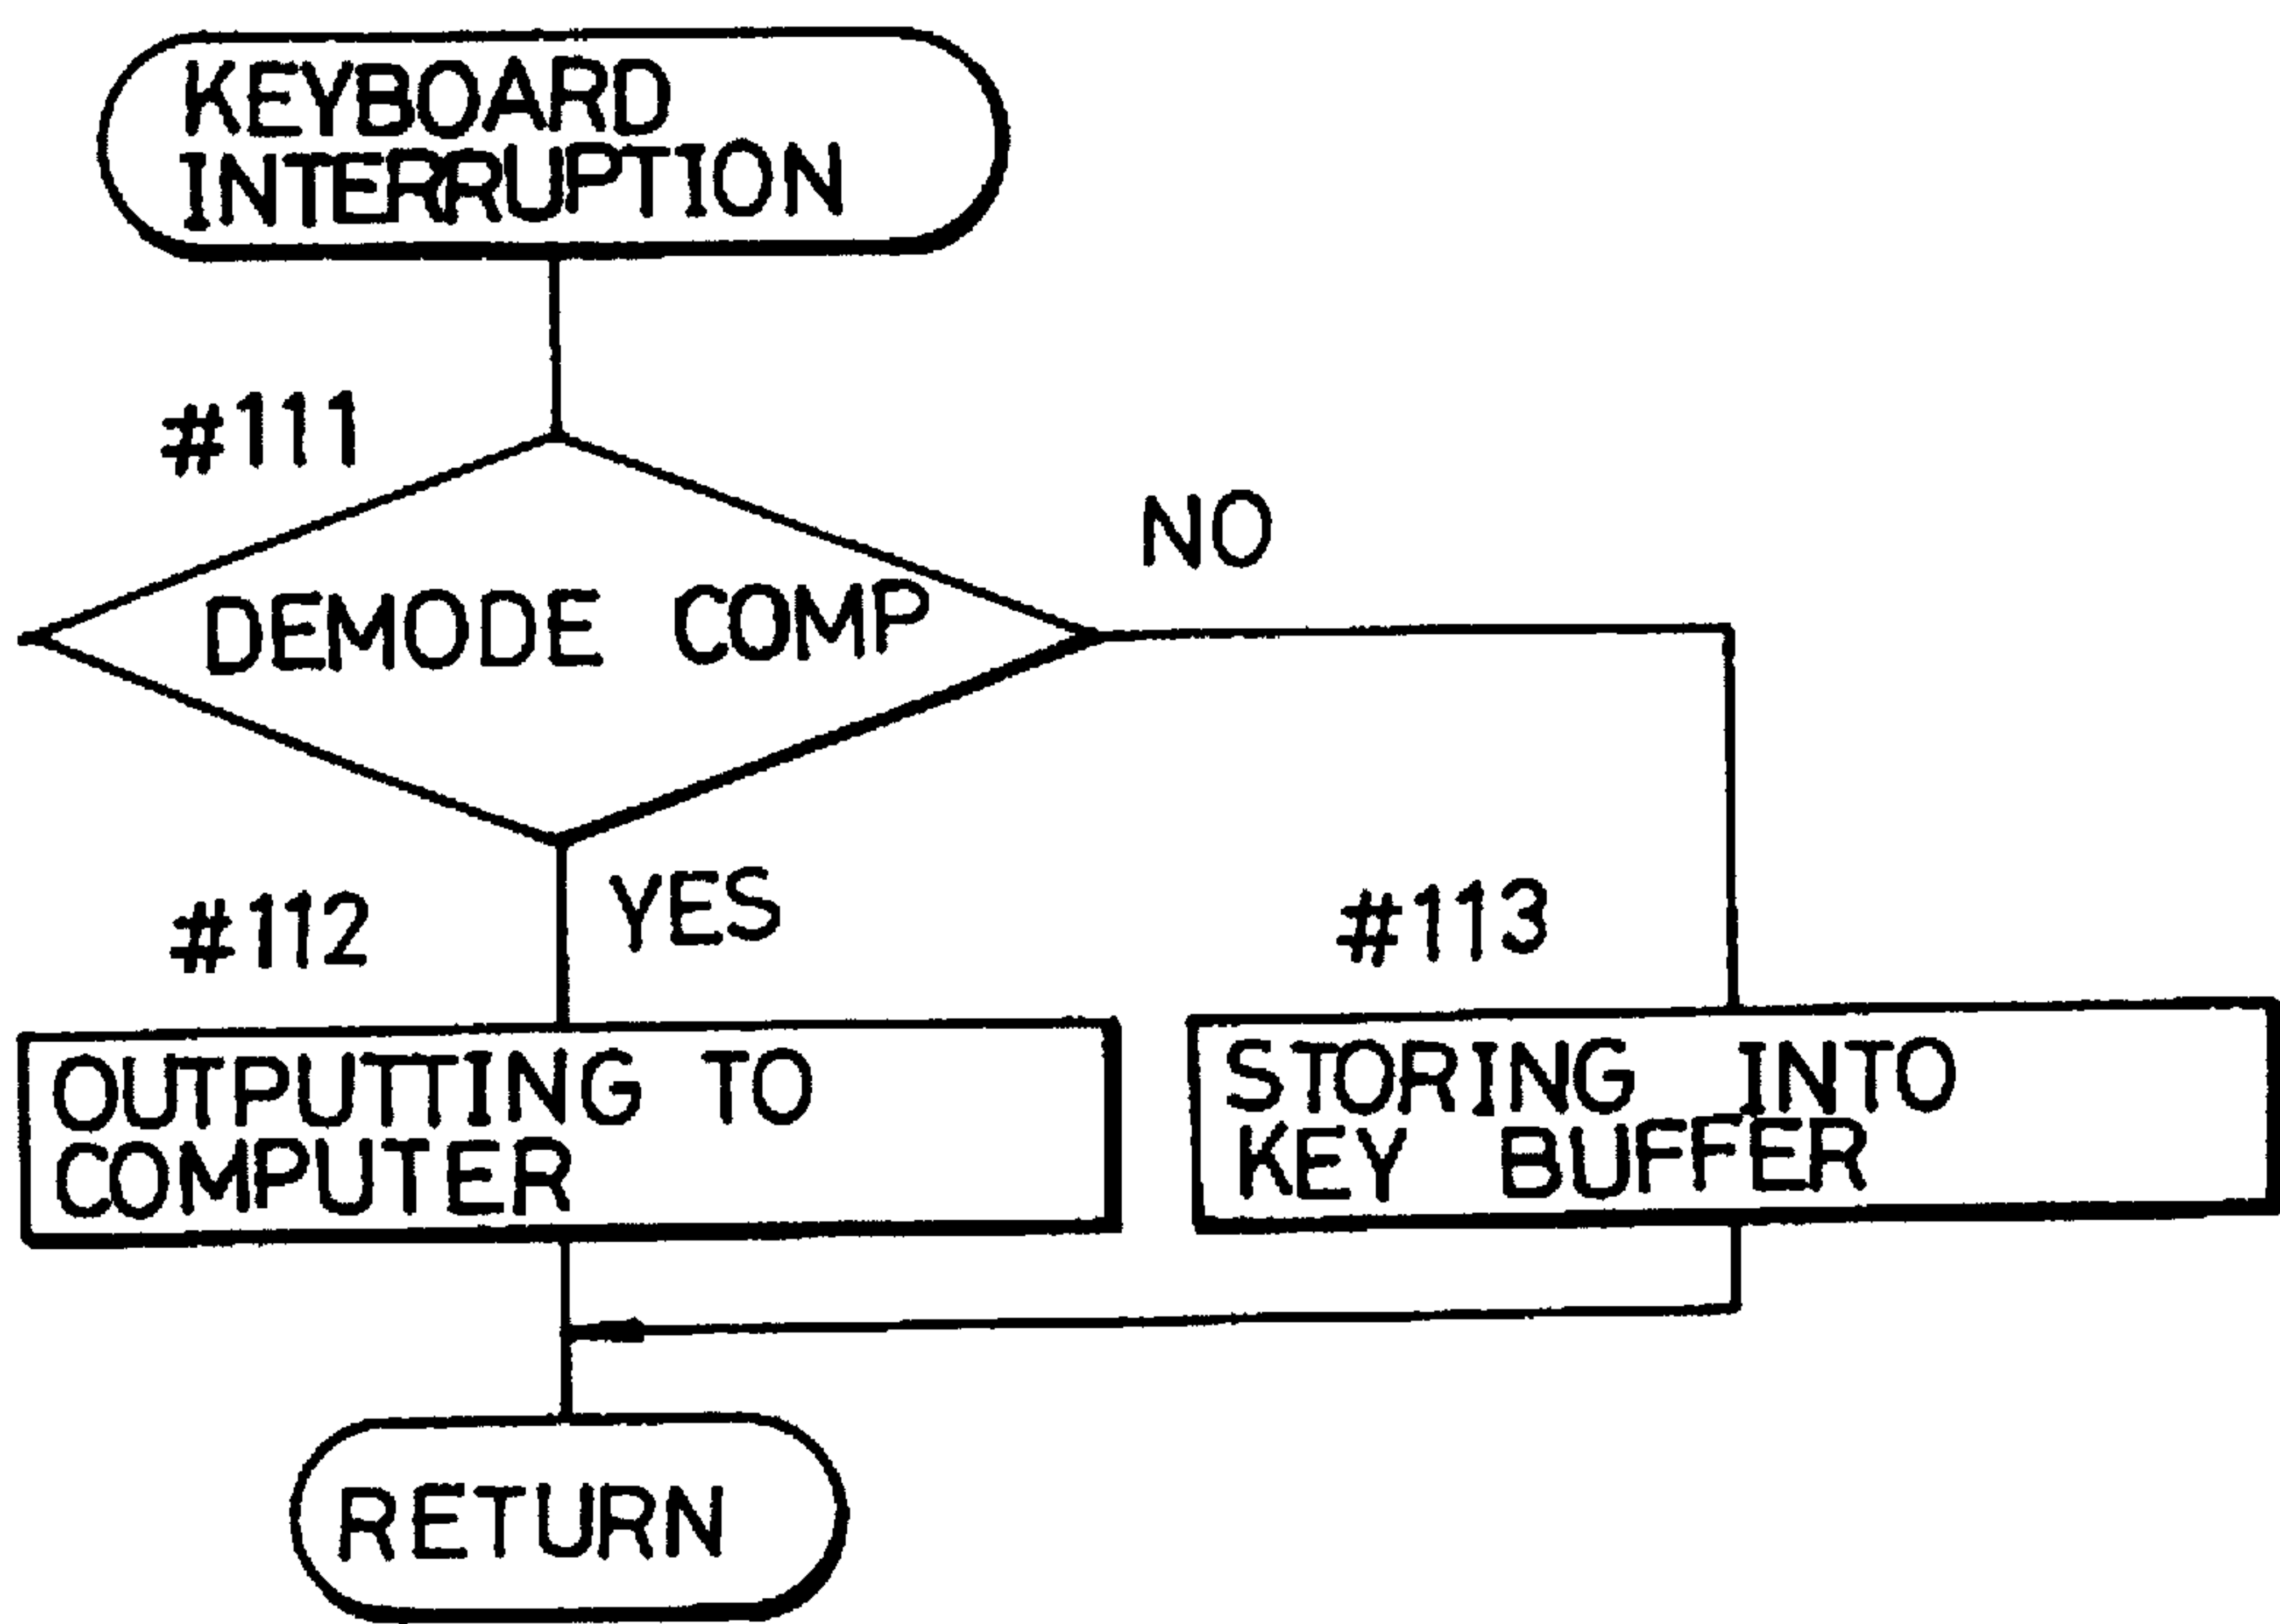 KEYBOARD
INTERRUPTION
#111
DEMODE COMP
NO
YES
#112
OUTPUTTING TO
COMPUTER
#113
STORING INTO
KEY BUFFER
RETURN